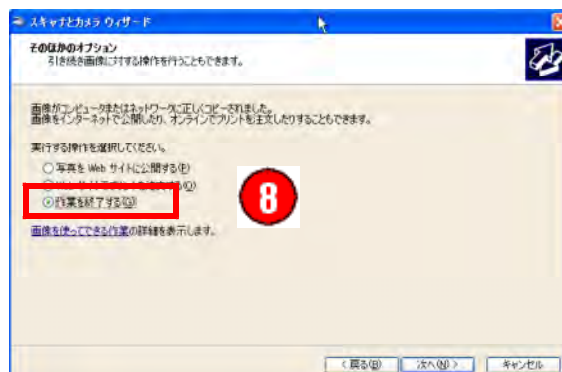 スキャナとカメラ ウィザード
そのほかのオプション
引き続き画像に対する操作を行うこともできます。
画像がコンピュータまたはネットワークに正しくコピーされました。
画像をインターネットで公開したり、オンラインでプリントを注文したりすることもできます。
実行する操作を選択してください。
写真を Web サイトに公開する(P)
作業を終了する(O)
8
画像を使ってできる作業の詳細を表示します。
< 戻る(B)
次へ(N) >
キャンセル